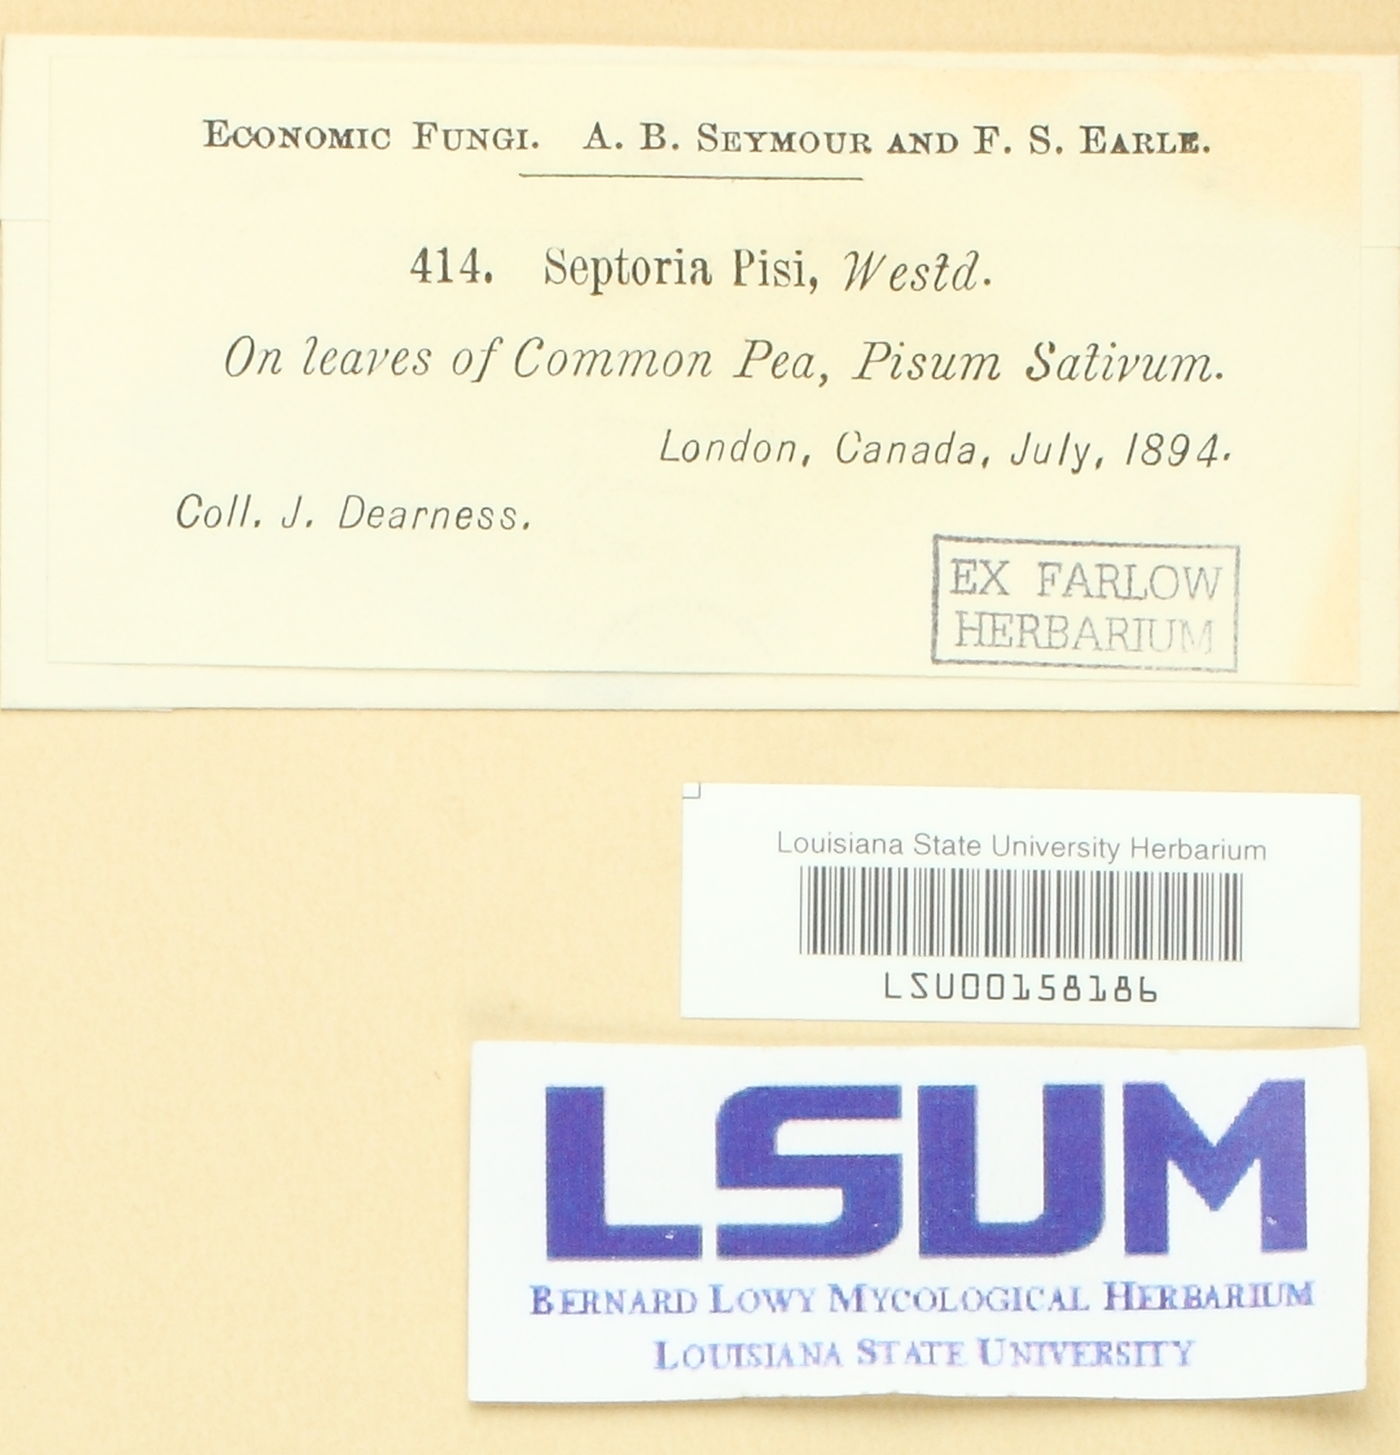 ECONOMIC FUNGI. A. B. SEYMOUR AND F. S. EARLE.
414. Septoria Pisi, Westd.
On leaves of Common Pea, Pisum Sativum.
London, Canada, July, 1894.
Coll. J. Dearness.
EX FARLOW
HERBARIUM
Louisiana State University Herbarium
LSU00158186
LSUM
BERNARD LOWY MYCOLOGICAL HERBARIUM
LOUISIANA STATE UNIVERSITY